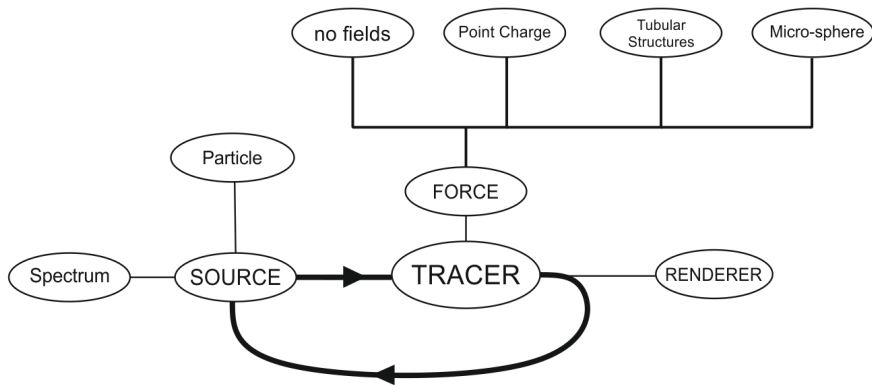 no fields
Point Charge
Tubular
Structures
Micro-sphere
Particle
FORCE
Spectrum
SOURCE
TRACER
RENDERER